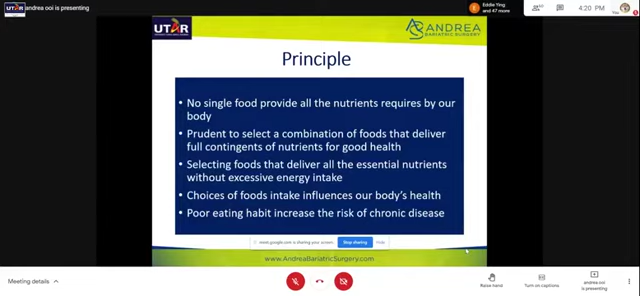 andrea ooi is presenting
Eddie Ying
and 47 more
You
4:20 PM
UTAR
ANDREA
BARIATRIC SURGERY
Principle
• No single food provide all the nutrients requires by our
body
• Prudent to select a combination of foods that deliver
full contingents of nutrients for good health
• Selecting foods that deliver all the essential nutrients
without excessive energy intake
• Choices of foods intake influences our body's health
• Poor eating habit increase the risk of chronic disease
meet.google.com is sharing your screen.
Stop sharing
Hide
www.AndreaBariatricSurgery.com
Meeting details
Raise hand
Turn on captions
andrea ooi
is presenting